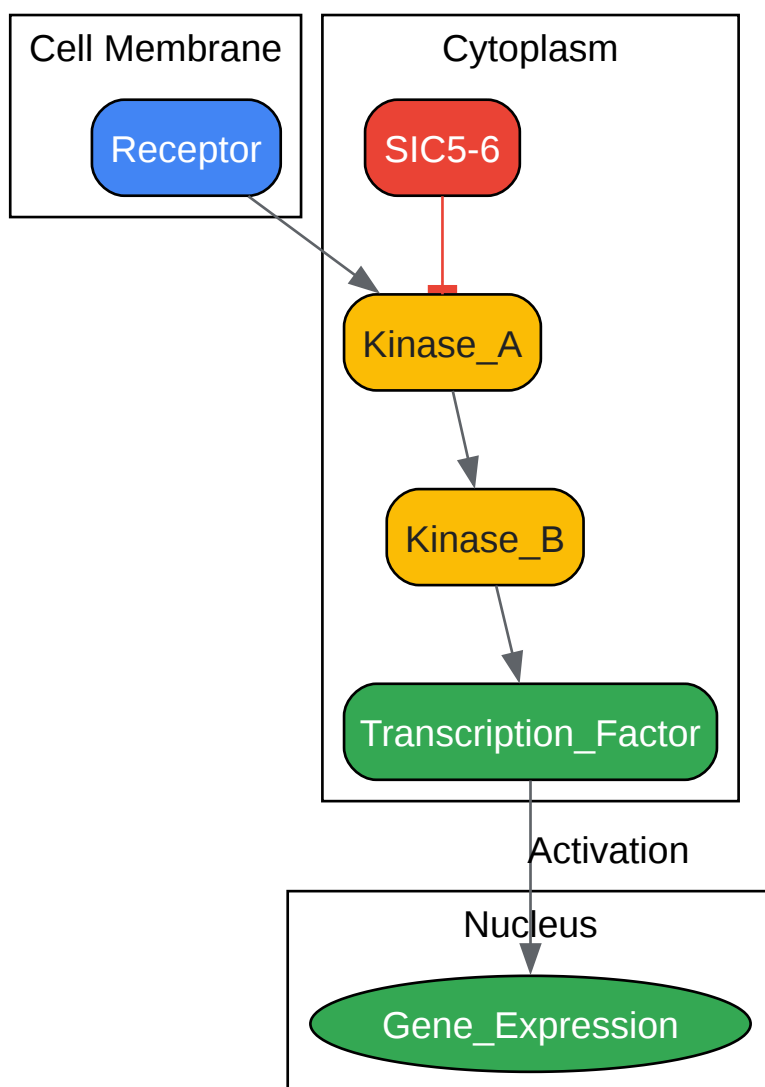 Cell Membrane
Cytoplasm
Receptor
SIC5-6
Kinase_A
Kinase_B
Transcription_Factor
Activation
Nucleus
Gene_Expression